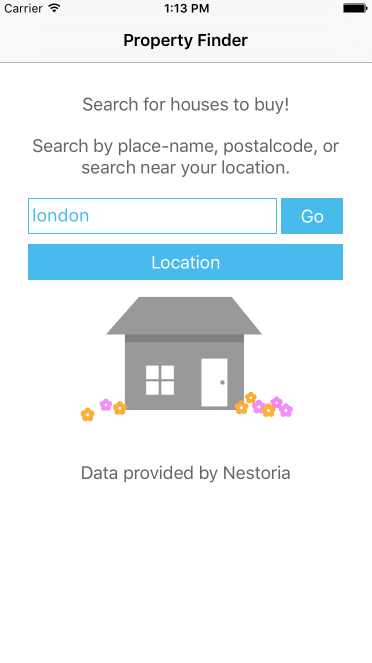 Carrier 1:13 PM
Property Finder
Search for houses to buy!
Search by place-name, postalcode, or
search near your location.
london Go
Location
Data provided by Nestoria